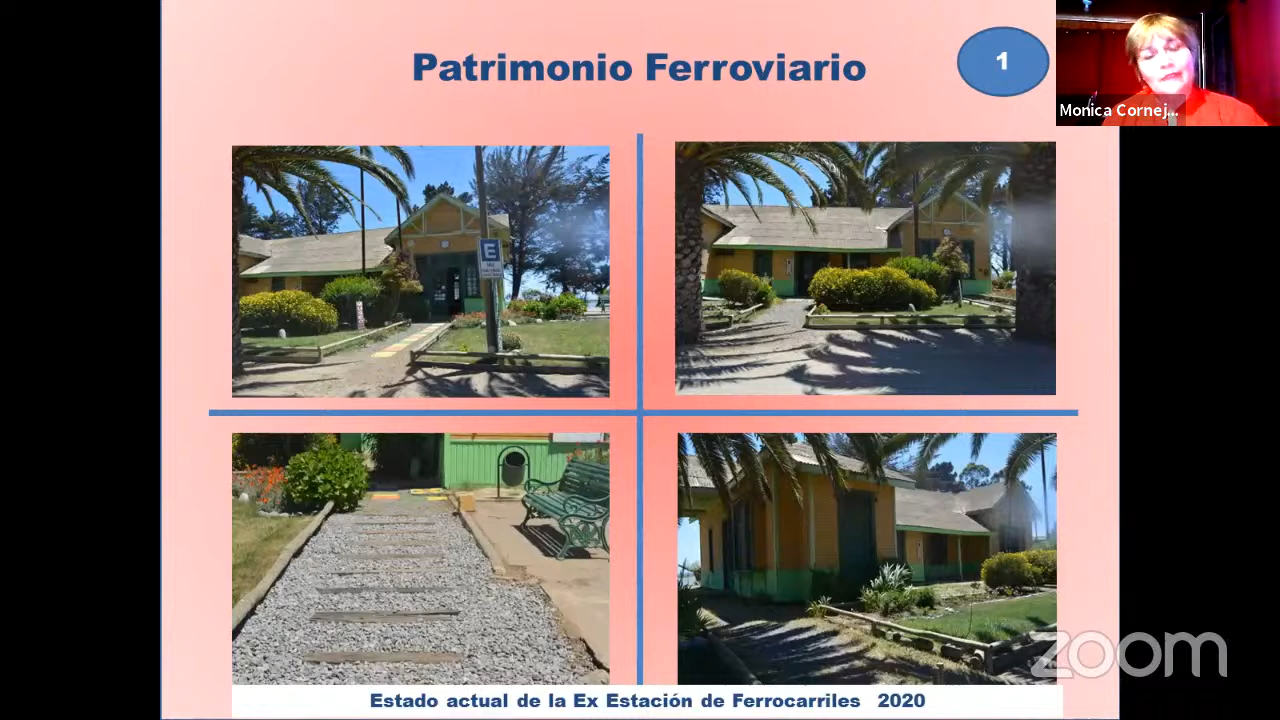 Patrimonio Ferroviario
1
Monica Cornej...
E
Estado actual de la Ex Estación de Ferrocarriles 2020
zoom